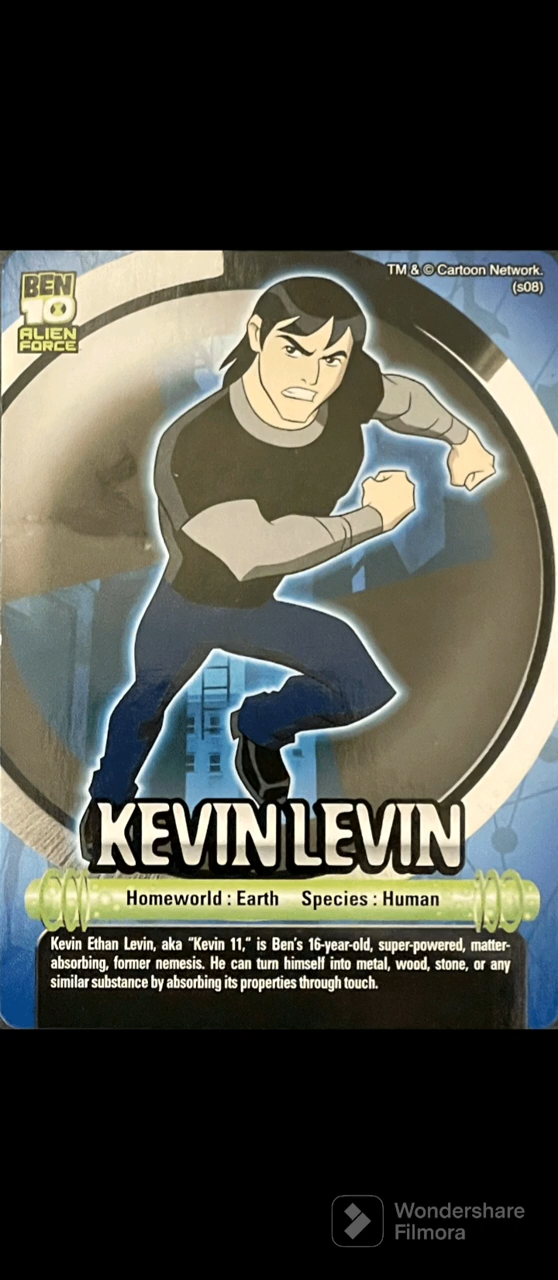 TM & © Cartoon Network.
(s08)
BEN
10
ALIEN
FORCE
KEVIN LEVIN
Homeworld : Earth Species : Human
Kevin Ethan Levin, aka "Kevin 11," is Ben's 16-year-old, super-powered, matter-
absorbing, former nemesis. He can turn himself into metal, wood, stone, or any
similar substance by absorbing its properties through touch.
Wondershare
Filmora